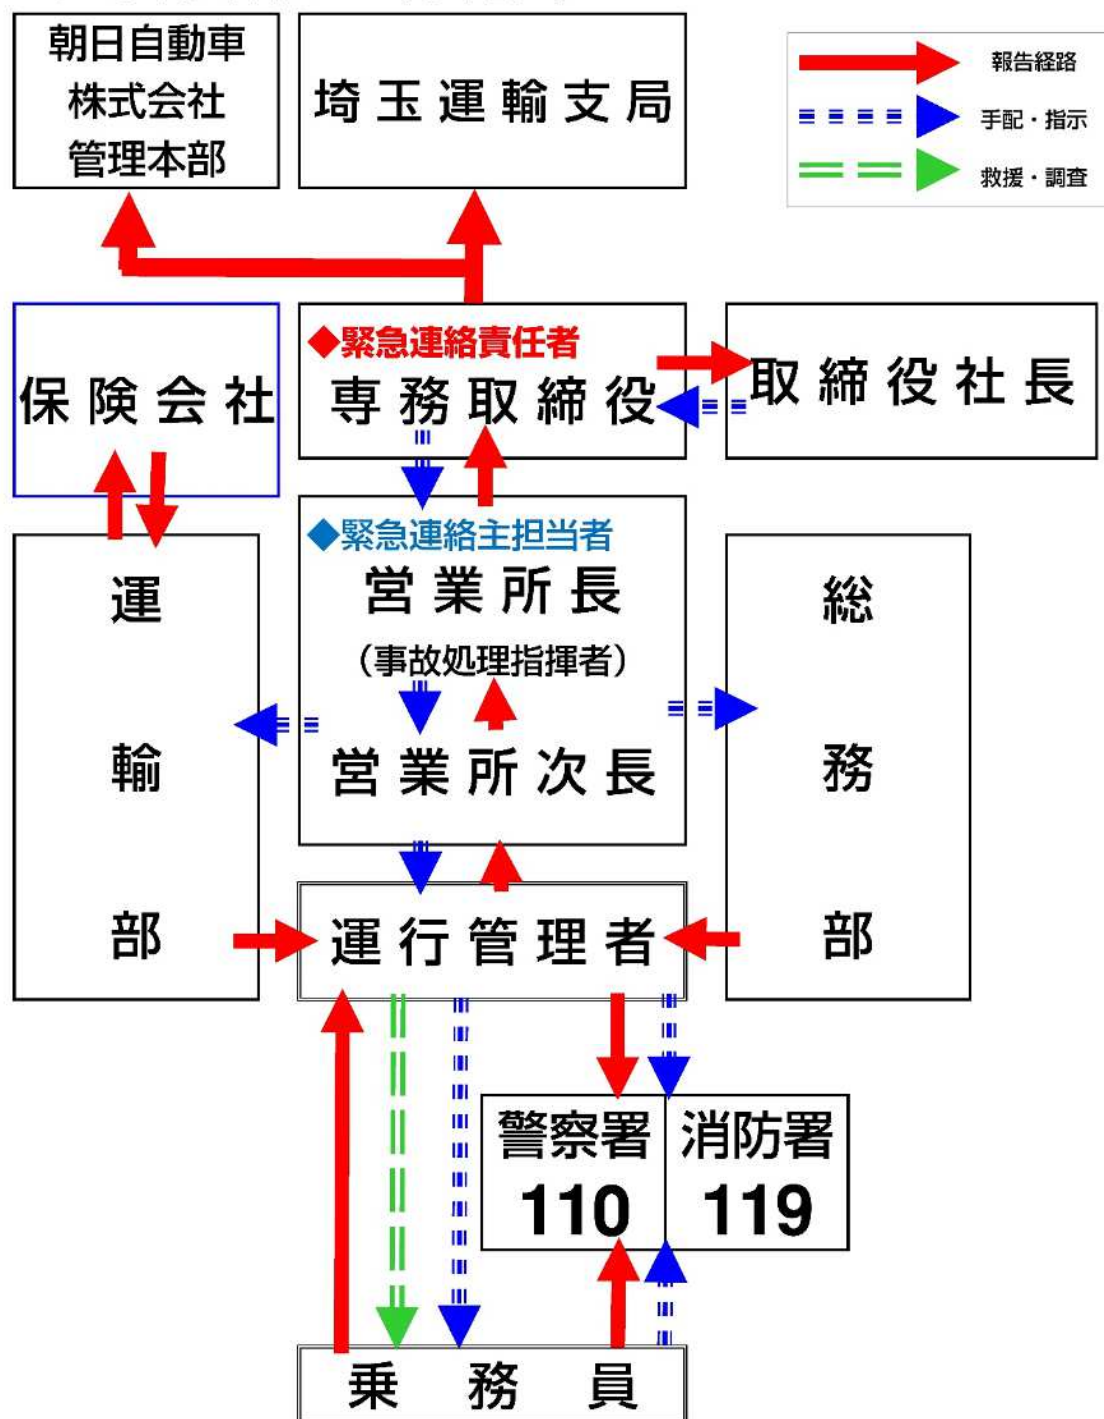 朝日自動車
株式会社
管理本部
埼玉運輸支局
報告経路
手配・指示
救援・調査
保険会社
◆緊急連絡責任者
専務取締役
取締役社長
運輸部
◆緊急連絡主担当者
営業所長
(事故処理指揮者)
営業所次長
総務部
運行管理者
警察署
110
消防署
119
乗務員